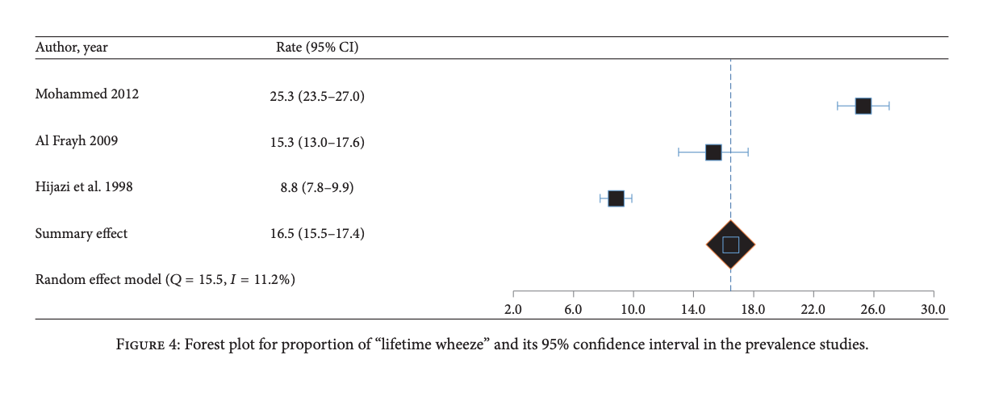 Author, year Rate (95% CI)
Mohammed 2012 25.3 (23.5–27.0)
Al Frayh 2009 15.3 (13.0–17.6)
Hijazi et al. 1998 8.8 (7.8–9.9)
Summary effect 16.5 (15.5–17.4)
Random effect model (Q = 15.5, I = 11.2%)
2.0 6.0 10.0 14.0 18.0 22.0 26.0 30.0
Figure 4: Forest plot for proportion of “lifetime wheeze” and its 95% confidence interval in the prevalence studies.